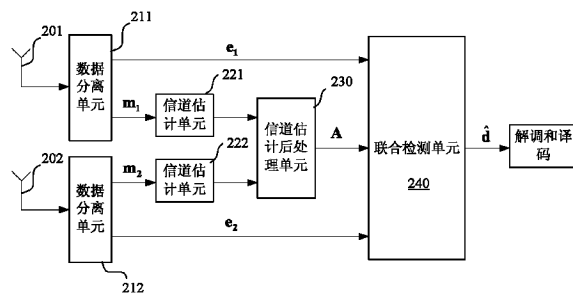 201
211
数据
分离
单元
e₁
m₁
221
信道估
计单元
230
信道估
计后处
理单元
A
联合检测单元
240
d̂
解调和译
码
202
数据
分离
单元
m₂
222
信道估
计单元
e₂
212